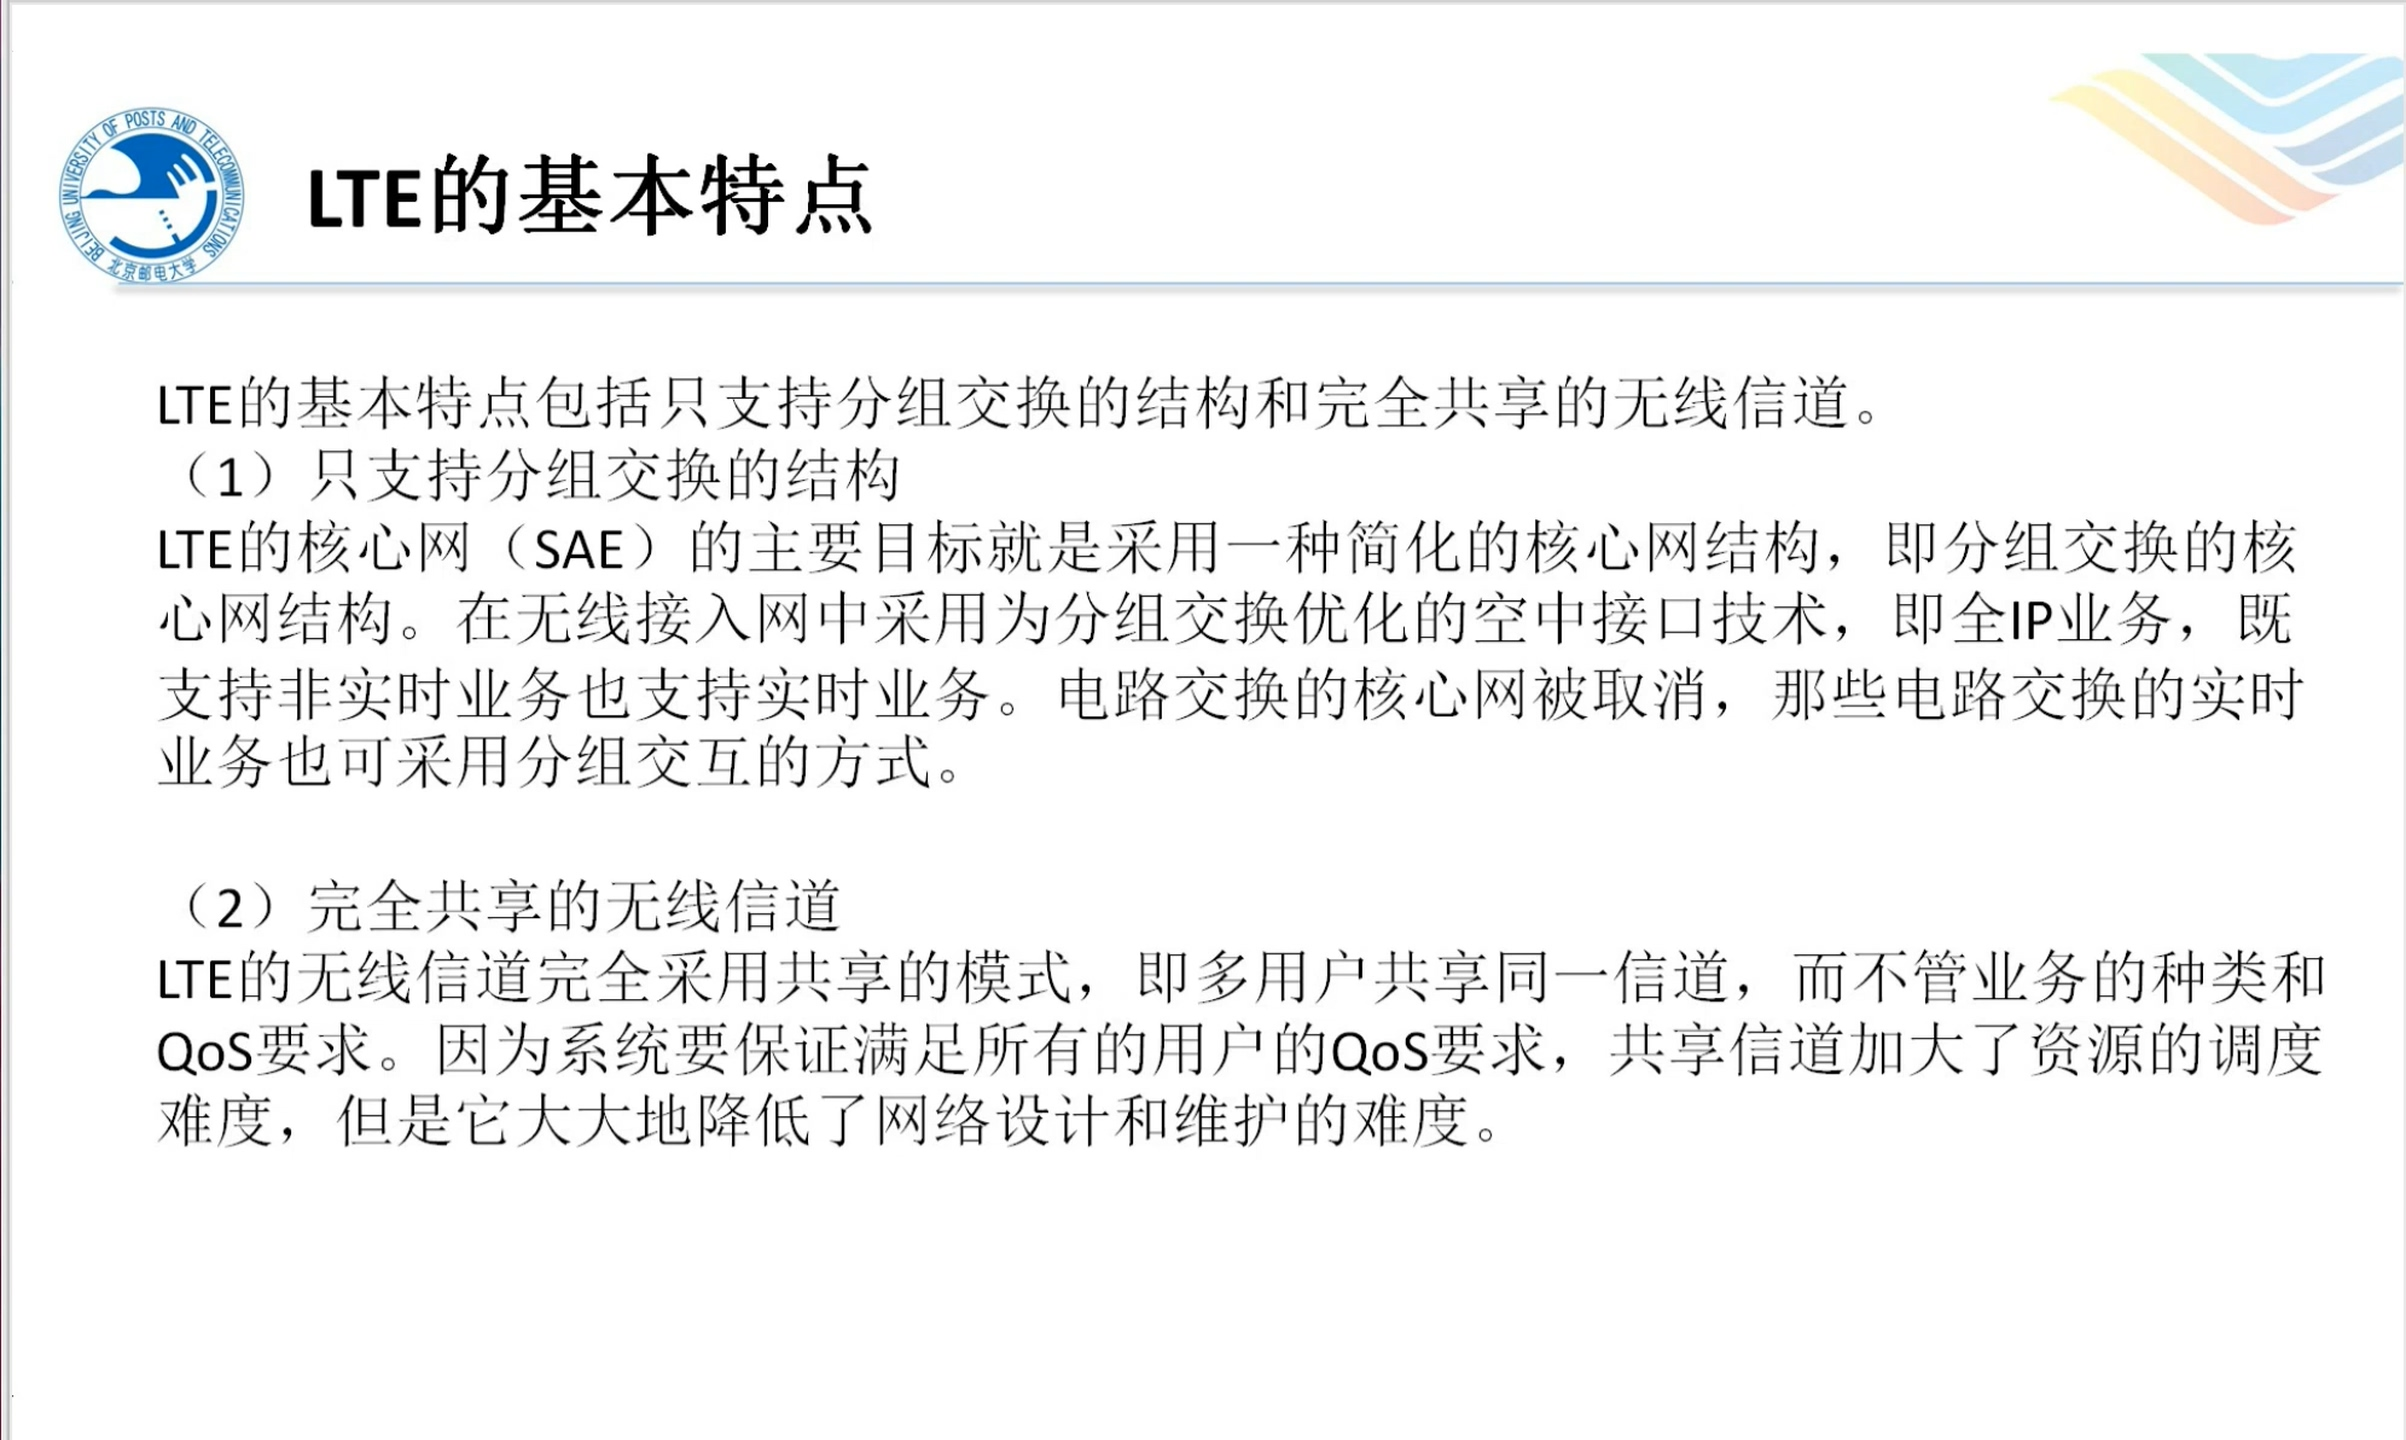 BEIJING UNIVERSITY OF POSTS AND TELECOMMUNICATIONS
北京邮电大学
LTE的基本特点
LTE的基本特点包括只支持分组交换的结构和完全共享的无线信道。
（1）只支持分组交换的结构
LTE的核心网（SAE）的主要目标就是采用一种简化的核心网结构，即分组交换的核
心网结构。在无线接入网中采用为分组交换优化的空中接口技术，即全IP业务，既
支持非实时业务也支持实时业务。电路交换的核心网被取消，那些电路交换的实时
业务也可采用分组交互的方式。
（2）完全共享的无线信道
LTE的无线信道完全采用共享的模式，即多用户共享同一信道，而不管业务的种类和
QoS要求。因为系统要保证满足所有的用户的QoS要求，共享信道加大了资源的调度
难度，但是它大大地降低了网络设计和维护的难度。